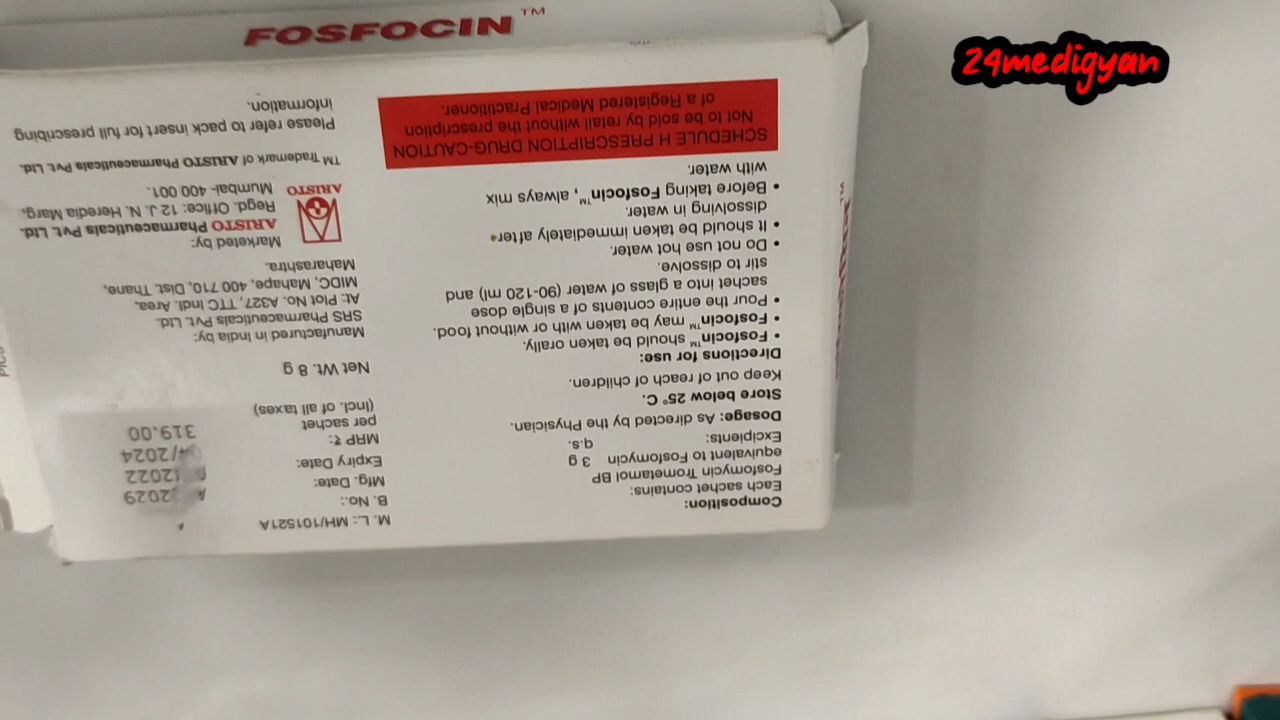 24medigyan
FOSFOCIN™
Composition:
Each sachet contains:
Fosfomycin Trometamol BP
equivalent to Fosfomycin 3 g
Excipients: q.s.
Dosage: As directed by the Physician.
Store below 25° C.
Keep out of reach of children.
Directions for use:
• Fosfocin™ should be taken orally.
• Fosfocin™ may be taken with or without food.
• Pour the entire contents of a single dose
sachet into a glass of water (90-120 ml) and
stir to dissolve.
• Do not use hot water.
• It should be taken immediately after
dissolving in water.
• Before taking Fosfocin™, always mix
with water.
SCHEDULE H PRESCRIPTION DRUG-CAUTION
Not to be sold by retail without the prescription
of a Registered Medical Practitioner.
M. L.: MH/101521A
B. No.:
Mfg. Date: /2022
Expiry Date: /2024
MRP ₹: 319.00
per sachet
(Incl. of all taxes)
Net Wt. 8 g
Manufactured in India by:
SRS Pharmaceuticals Pvt. Ltd.
At: Plot No. A327, TTC Indl. Area,
MIDC, Mahape, 400 710, Dist. Thane,
Maharashtra.
Marketed by:
ARISTO Pharmaceuticals Pvt. Ltd.
Regd. Office: 12 J. N. Heredia Marg,
Mumbai- 400 001.
ARISTO
™ Trademark of ARISTO Pharmaceuticals Pvt. Ltd.
Please refer to pack insert for full prescribing
information.